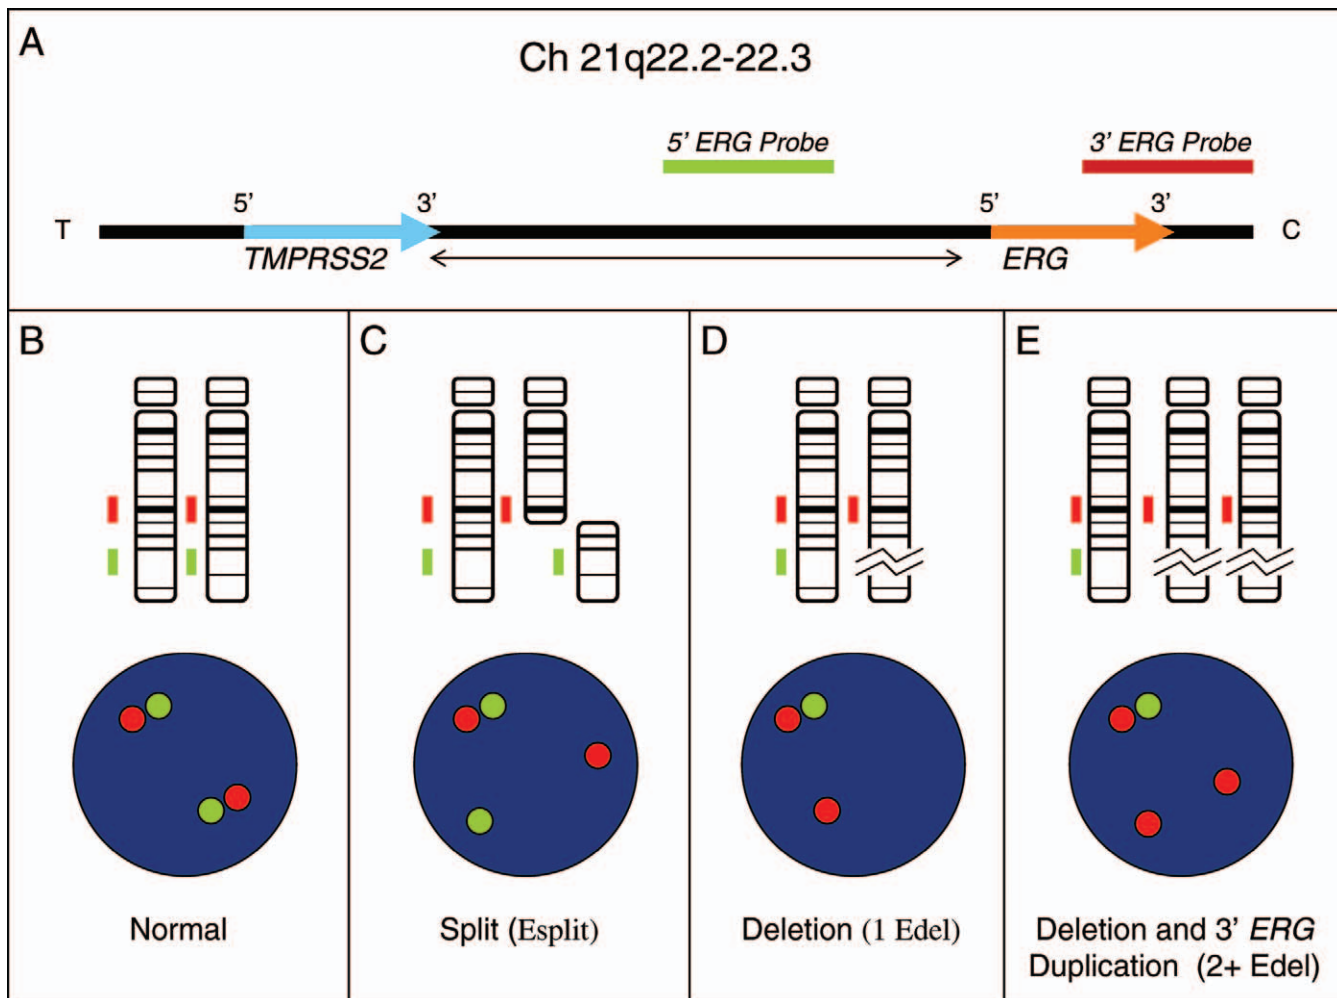 A
Ch 21q22.2-22.3
5’ ERG Probe
3’ ERG Probe
5’
3’
5’
3’
T
C
TMPRSS2
ERG
B
C
D
E
Normal
Split (Esplit)
Deletion (1 Edel)
Deletion and 3’ ERG
Duplication (2+ Edel)